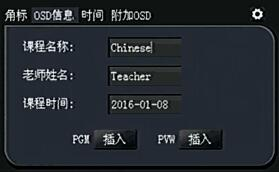 角标 OSD信息 时间 附加OSD
课程名称: Chinese
老师姓名: Teacher
课程时间: 2016-01-08
PGM 插入 PVW 插入